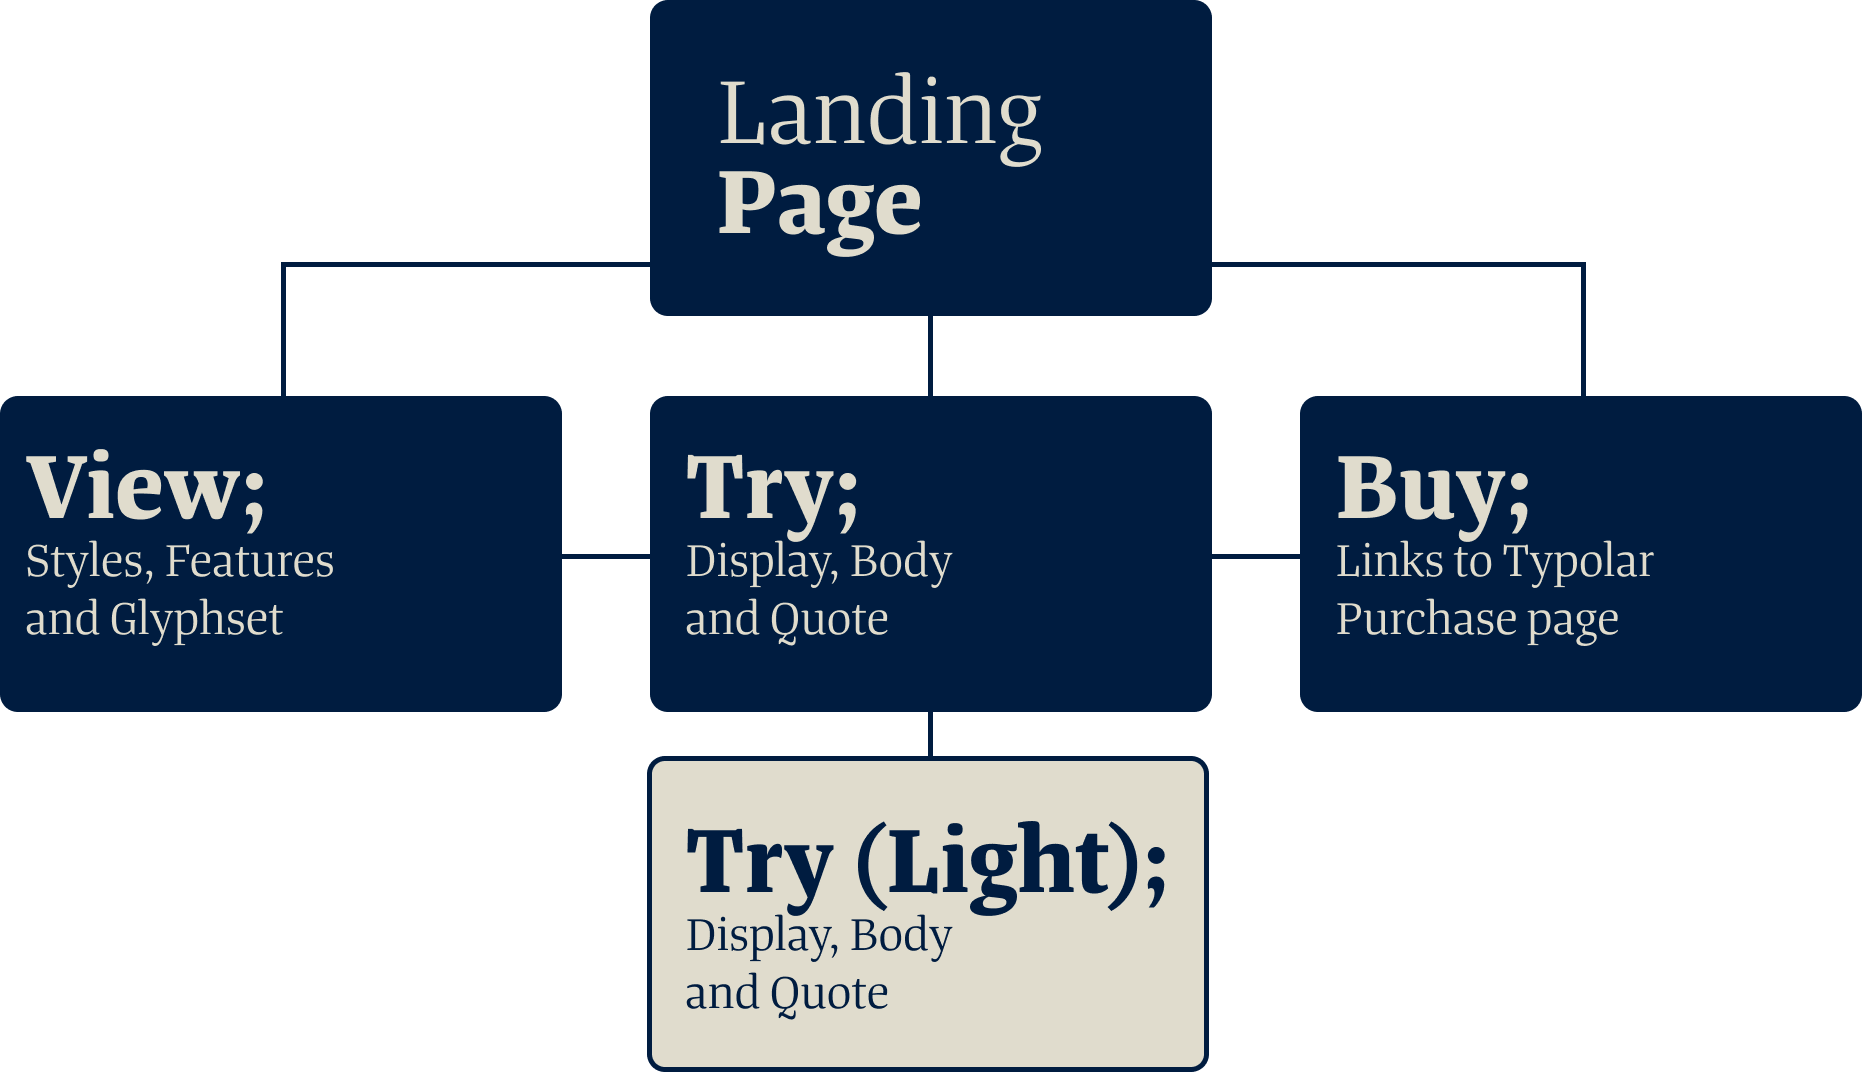 Landing
Page
View;
Styles, Features
and Glyphset
Try;
Display, Body
and Quote
Buy;
Links to Typolar
Purchase page
Try (Light);
Display, Body
and Quote